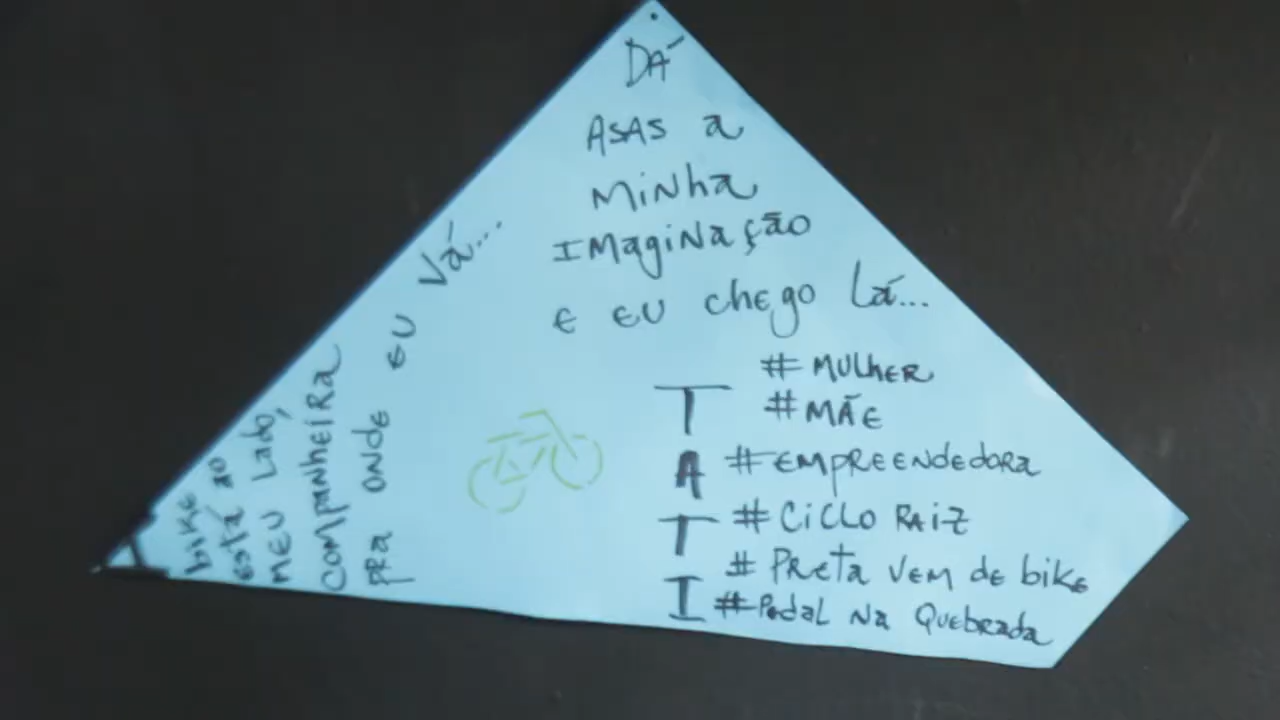 A
bike
está ao
meu lado,
companheira
pra onde eu vá...
DÁ
ASAS a
minha
imaginação
e eu chego lá...
TATI
# MULHER
# MÃE
# EMPREENDEDORA
# CICLO RAIZ
# Preta vem de bike
# Pedal na Quebrada